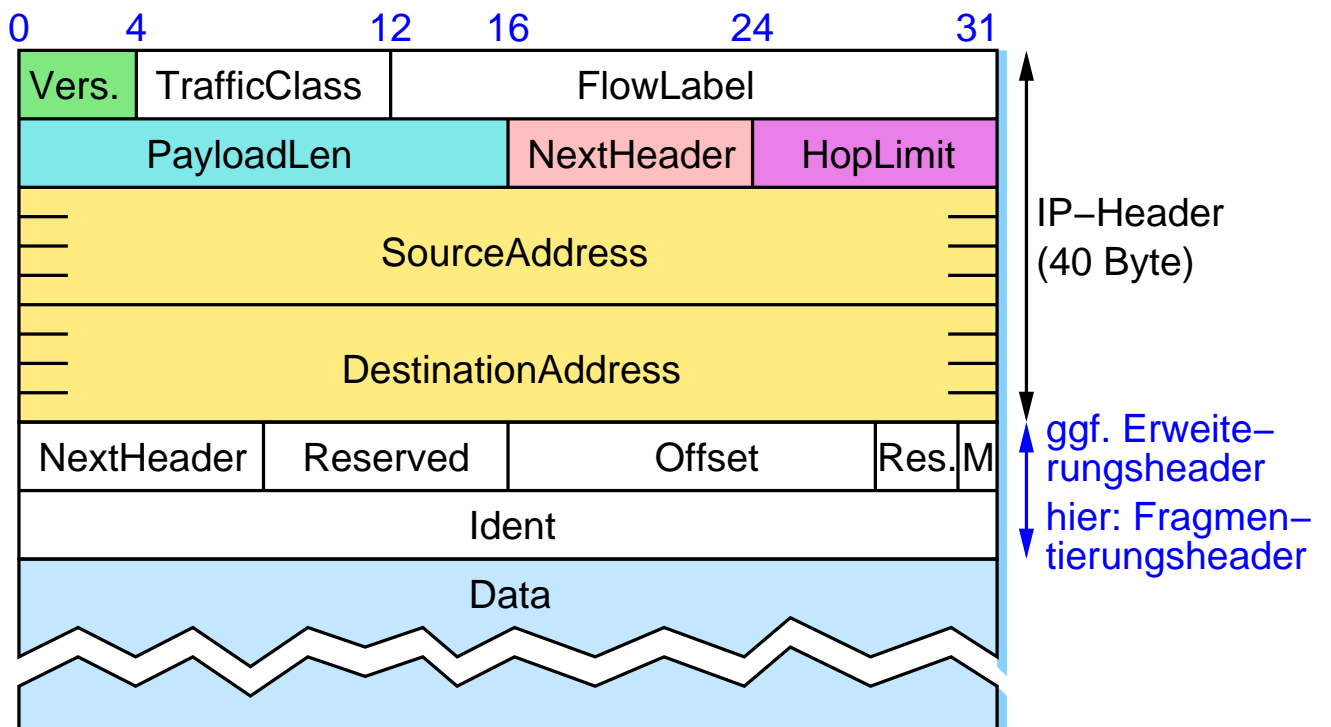 0 4 12 16 24 31
Vers. TrafficClass FlowLabel
PayloadLen NextHeader HopLimit
SourceAddress
DestinationAddress
IP−Header
(40 Byte)
NextHeader Reserved Offset Res. M
Ident
ggf. Erweite−
rungsheader
hier: Fragmen−
tierungsheader
Data